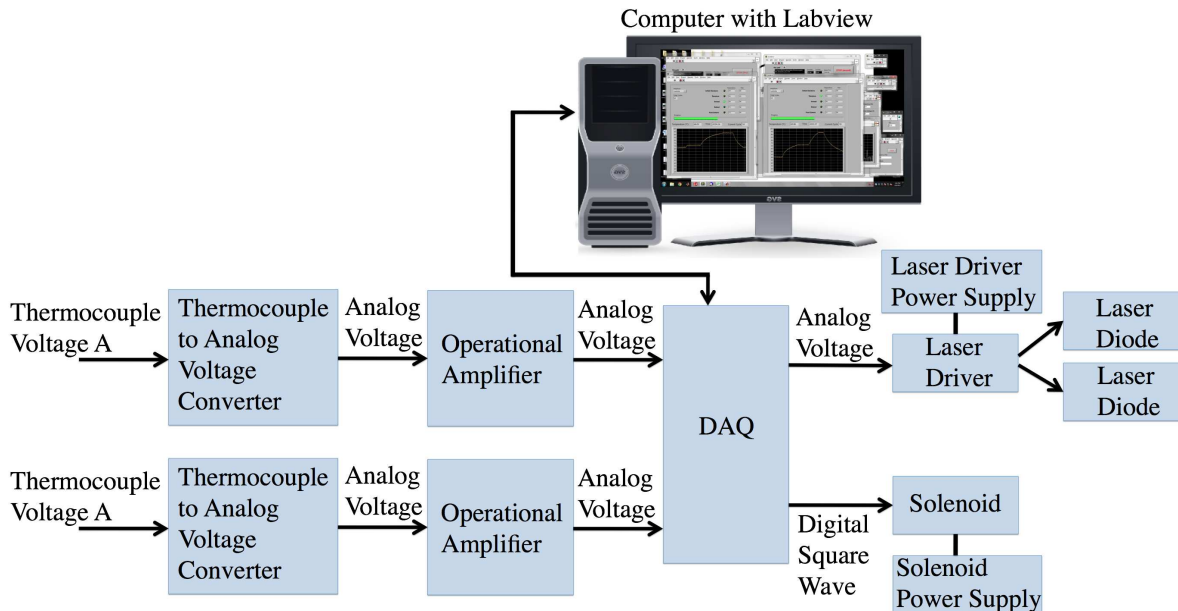 Computer with Labview
DVE
Thermocouple
Voltage A
Thermocouple
to Analog
Voltage
Converter
Analog
Voltage
Operational
Amplifier
Analog
Voltage
DAQ
Analog
Voltage
Laser Driver
Power Supply
Laser
Driver
Laser
Diode
Laser
Diode
Thermocouple
Voltage A
Thermocouple
to Analog
Voltage
Converter
Analog
Voltage
Operational
Amplifier
Analog
Voltage
Digital
Square
Wave
Solenoid
Solenoid
Power Supply